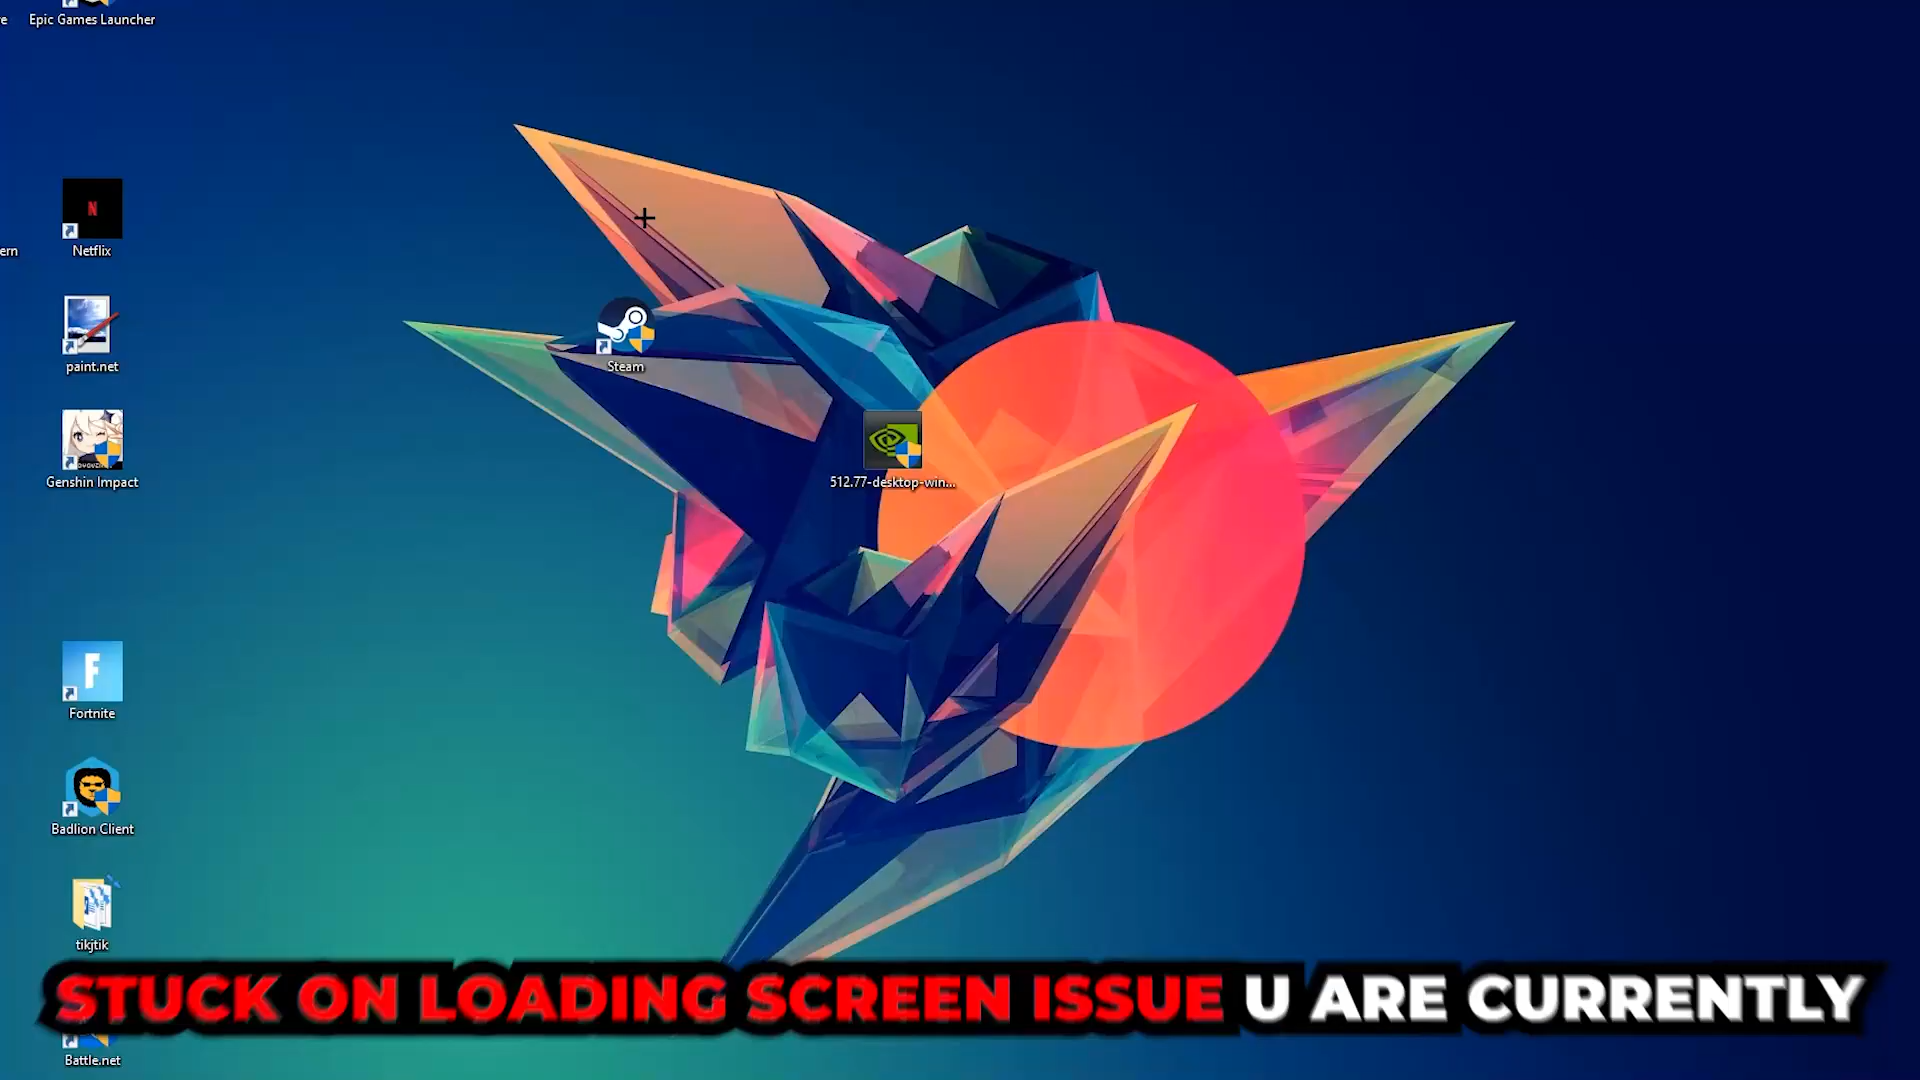 Epic Games Launcher
Netflix
ern
paint.net
Steam
Genshin Impact
512.77-desktop-win...
F
Fortnite
Badlion Client
tikjtik
STUCK ON LOADING SCREEN ISSUE U ARE CURRENTLY
Battle.net